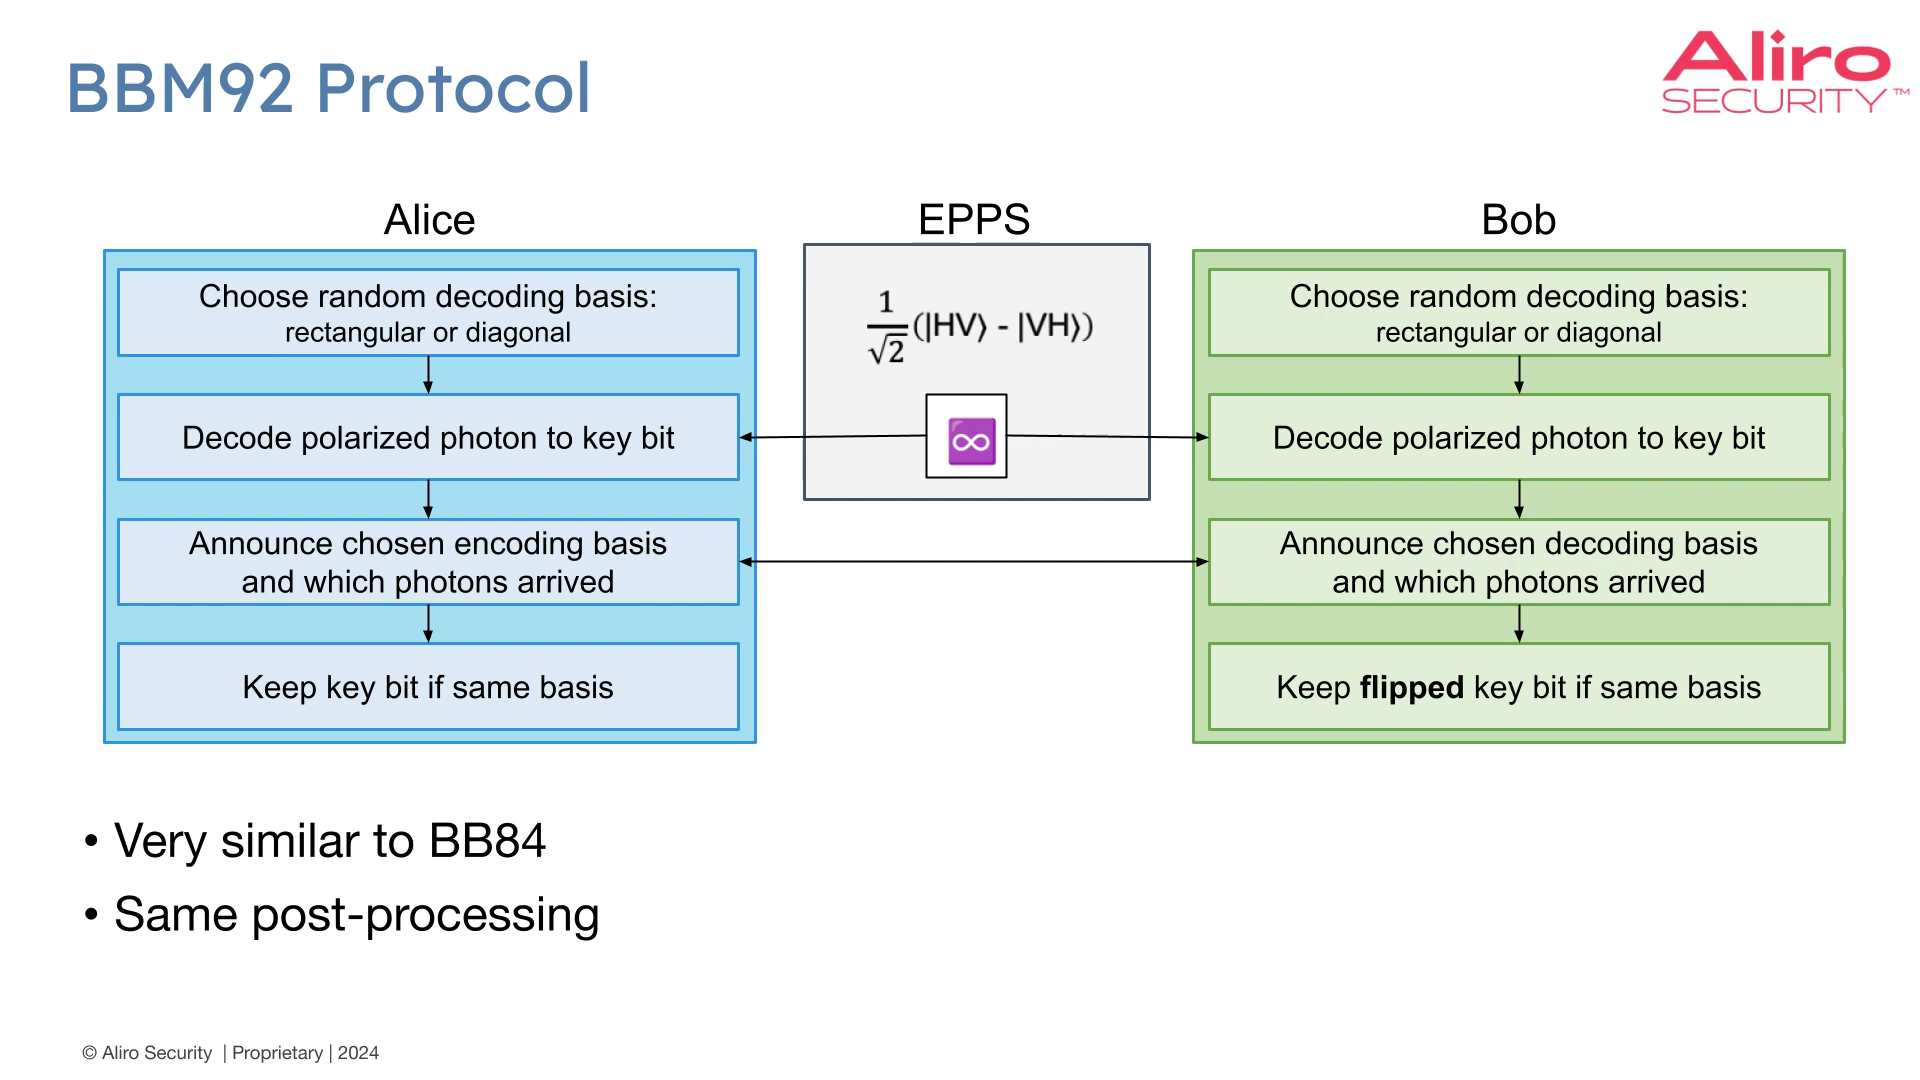 BBM92 Protocol
Aliro
SECURITY™
Alice
EPPS
Bob
Choose random decoding basis:
rectangular or diagonal
Decode polarized photon to key bit
Announce chosen encoding basis
and which photons arrived
Keep key bit if same basis
1/√2 (|HV⟩ - |VH⟩)
∞
Choose random decoding basis:
rectangular or diagonal
Decode polarized photon to key bit
Announce chosen decoding basis
and which photons arrived
Keep flipped key bit if same basis
• Very similar to BB84
• Same post-processing
© Aliro Security | Proprietary | 2024